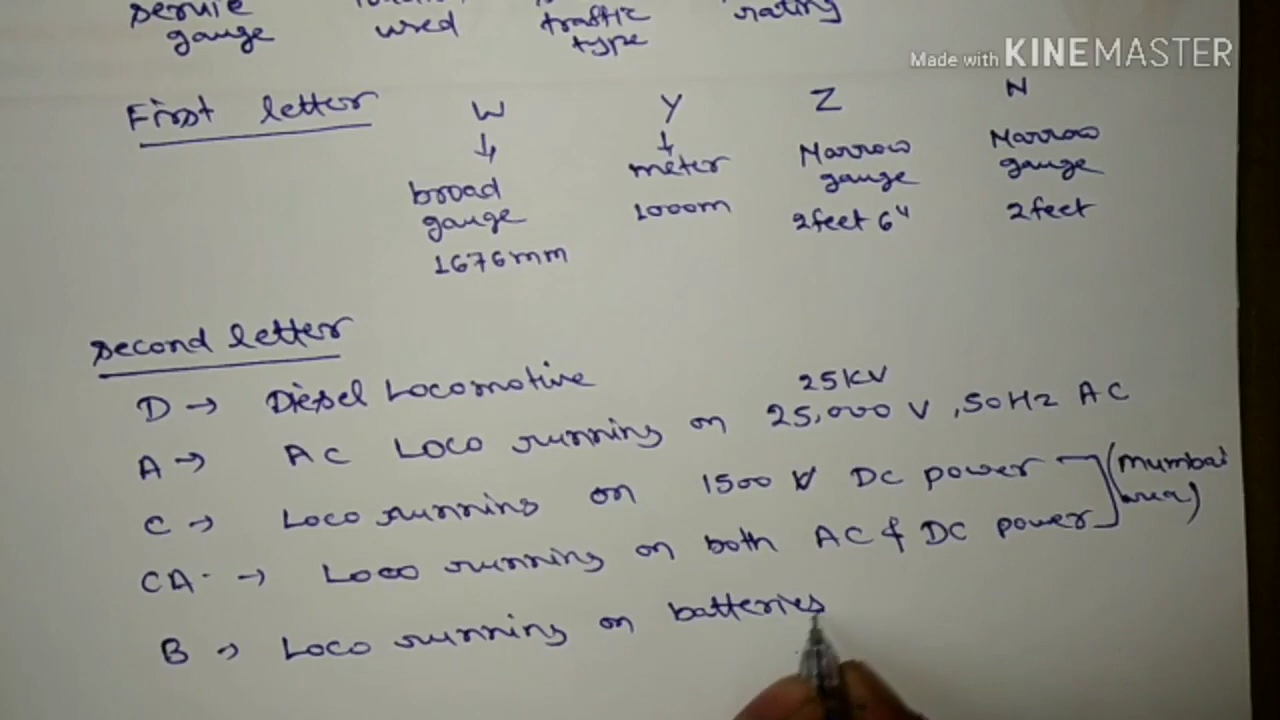 service
gauge
used
traffic
type
rating
Made with KINEMASTER
First letter
W
broad
gauge
1676mm
Y
meter
1000m
Z
Narrow
gauge
2feet 6"
N
Narrow
gauge
2feet
second letter
D → Diesel Locomotive
25KV
A → AC Loco running on 25,000 V, 50Hz AC
C → Loco running on 1500 V DC power
(Mumbai
area)
CA → Loco running on both AC & DC power
B → Loco running on batteries